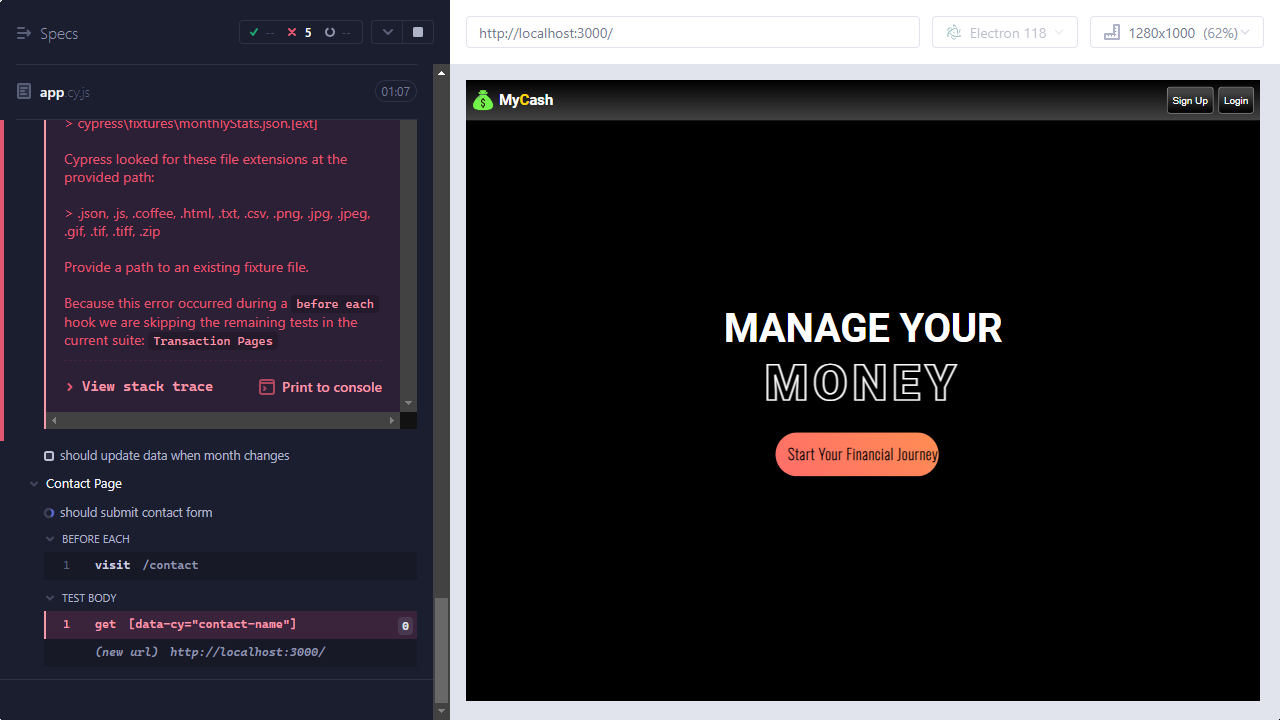 Specs
-- 5 --
app.cy.js
01:07
> cypress\fixtures\monthlyStats.json.[ext]
Cypress looked for these file extensions at the
provided path:
> .json, .js, .coffee, .html, .txt, .csv, .png, .jpg, .jpeg,
.gif, .tif, .tiff, .zip
Provide a path to an existing fixture file.
Because this error occurred during a before each
hook we are skipping the remaining tests in the
current suite: Transaction Pages
View stack trace
Print to console
should update data when month changes
Contact Page
should submit contact form
BEFORE EACH
1 visit /contact
TEST BODY
1 get [data-cy="contact-name"] 0
(new url) http://localhost:3000/
http://localhost:3000/
Electron 118
1280x1000 (62%)
$ MyCash
Sign Up
Login
MANAGE YOUR
MONEY
Start Your Financial Journey